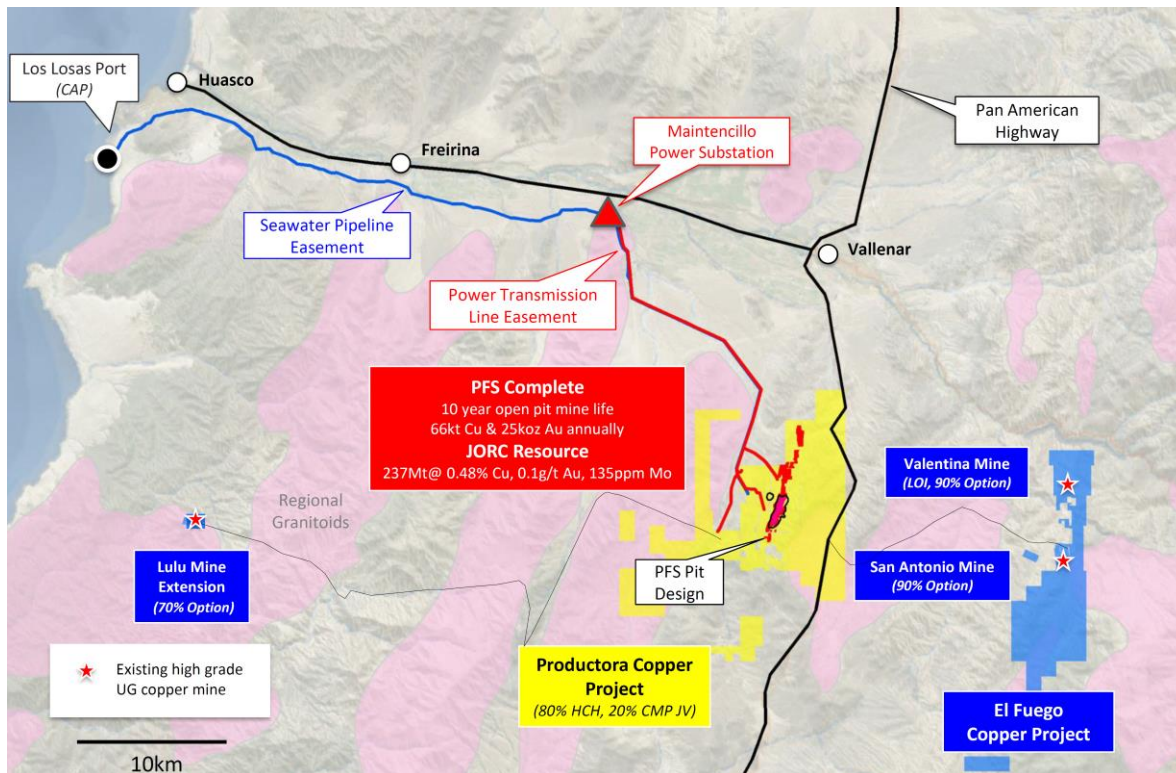 Los Losas Port
(CAP)
Huasco
Freirina
Maintencillo
Power Substation
Pan American
Highway
Seawater Pipeline
Easement
Vallenar
Power Transmission
Line Easement
PFS Complete
10 year open pit mine life
66kt Cu & 25koz Au annually
JORC Resource
237Mt@ 0.48% Cu, 0.1g/t Au, 135ppm Mo
Valentina Mine
(LOI, 90% Option)
Regional
Granitoids
Lulu Mine
Extension
(70% Option)
PFS Pit
Design
San Antonio Mine
(90% Option)
Existing high grade
UG copper mine
Productora Copper
Project
(80% HCH, 20% CMP JV)
El Fuego
Copper Project
10km